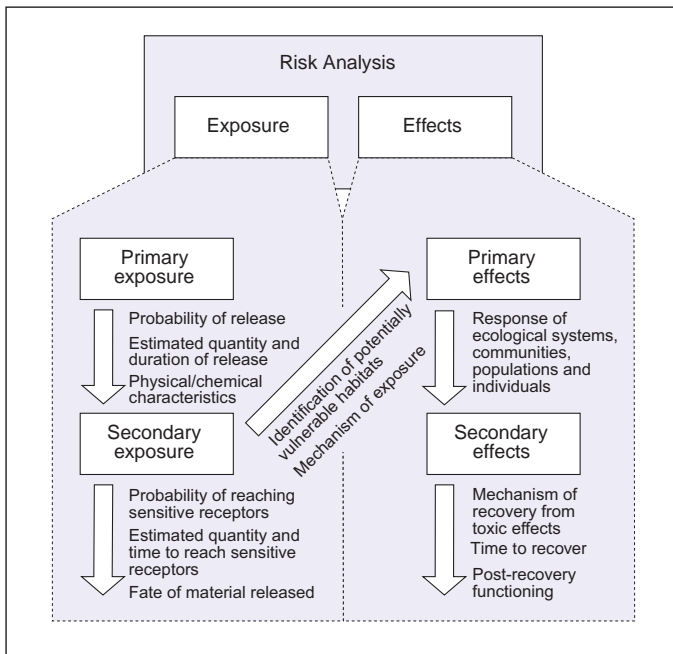 Risk Analysis
Exposure
Effects
Primary
exposure
Probability of release
Estimated quantity and
duration of release
Physical/chemical
characteristics
Secondary
exposure
Probability of reaching
sensitive receptors
Estimated quantity and
time to reach sensitive
receptors
Fate of material released
Identification of potentially
vulnerable habitats
Mechanism of exposure
Primary
effects
Response of
ecological systems,
communities,
populations and
individuals
Secondary
effects
Mechanism of
recovery from
toxic effects
Time to recover
Post-recovery
functioning